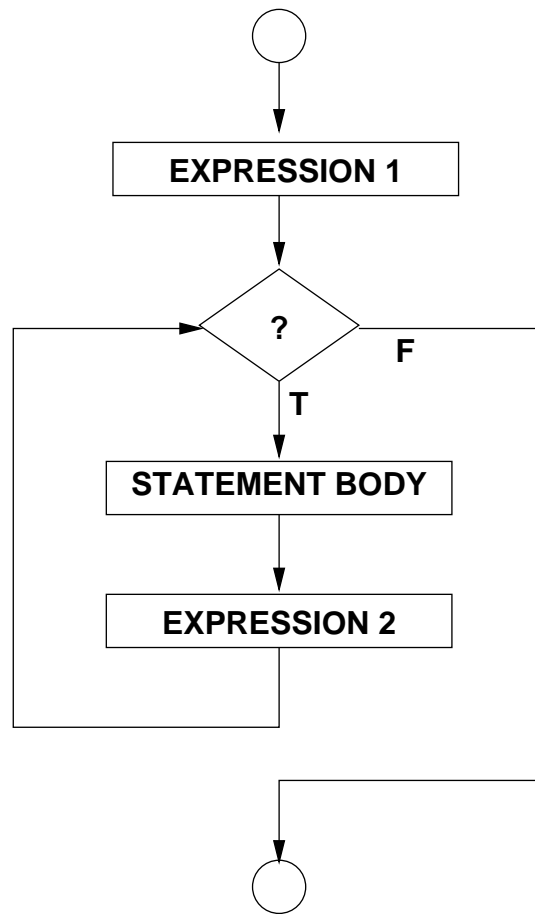 EXPRESSION 1
?
F
T
STATEMENT BODY
EXPRESSION 2